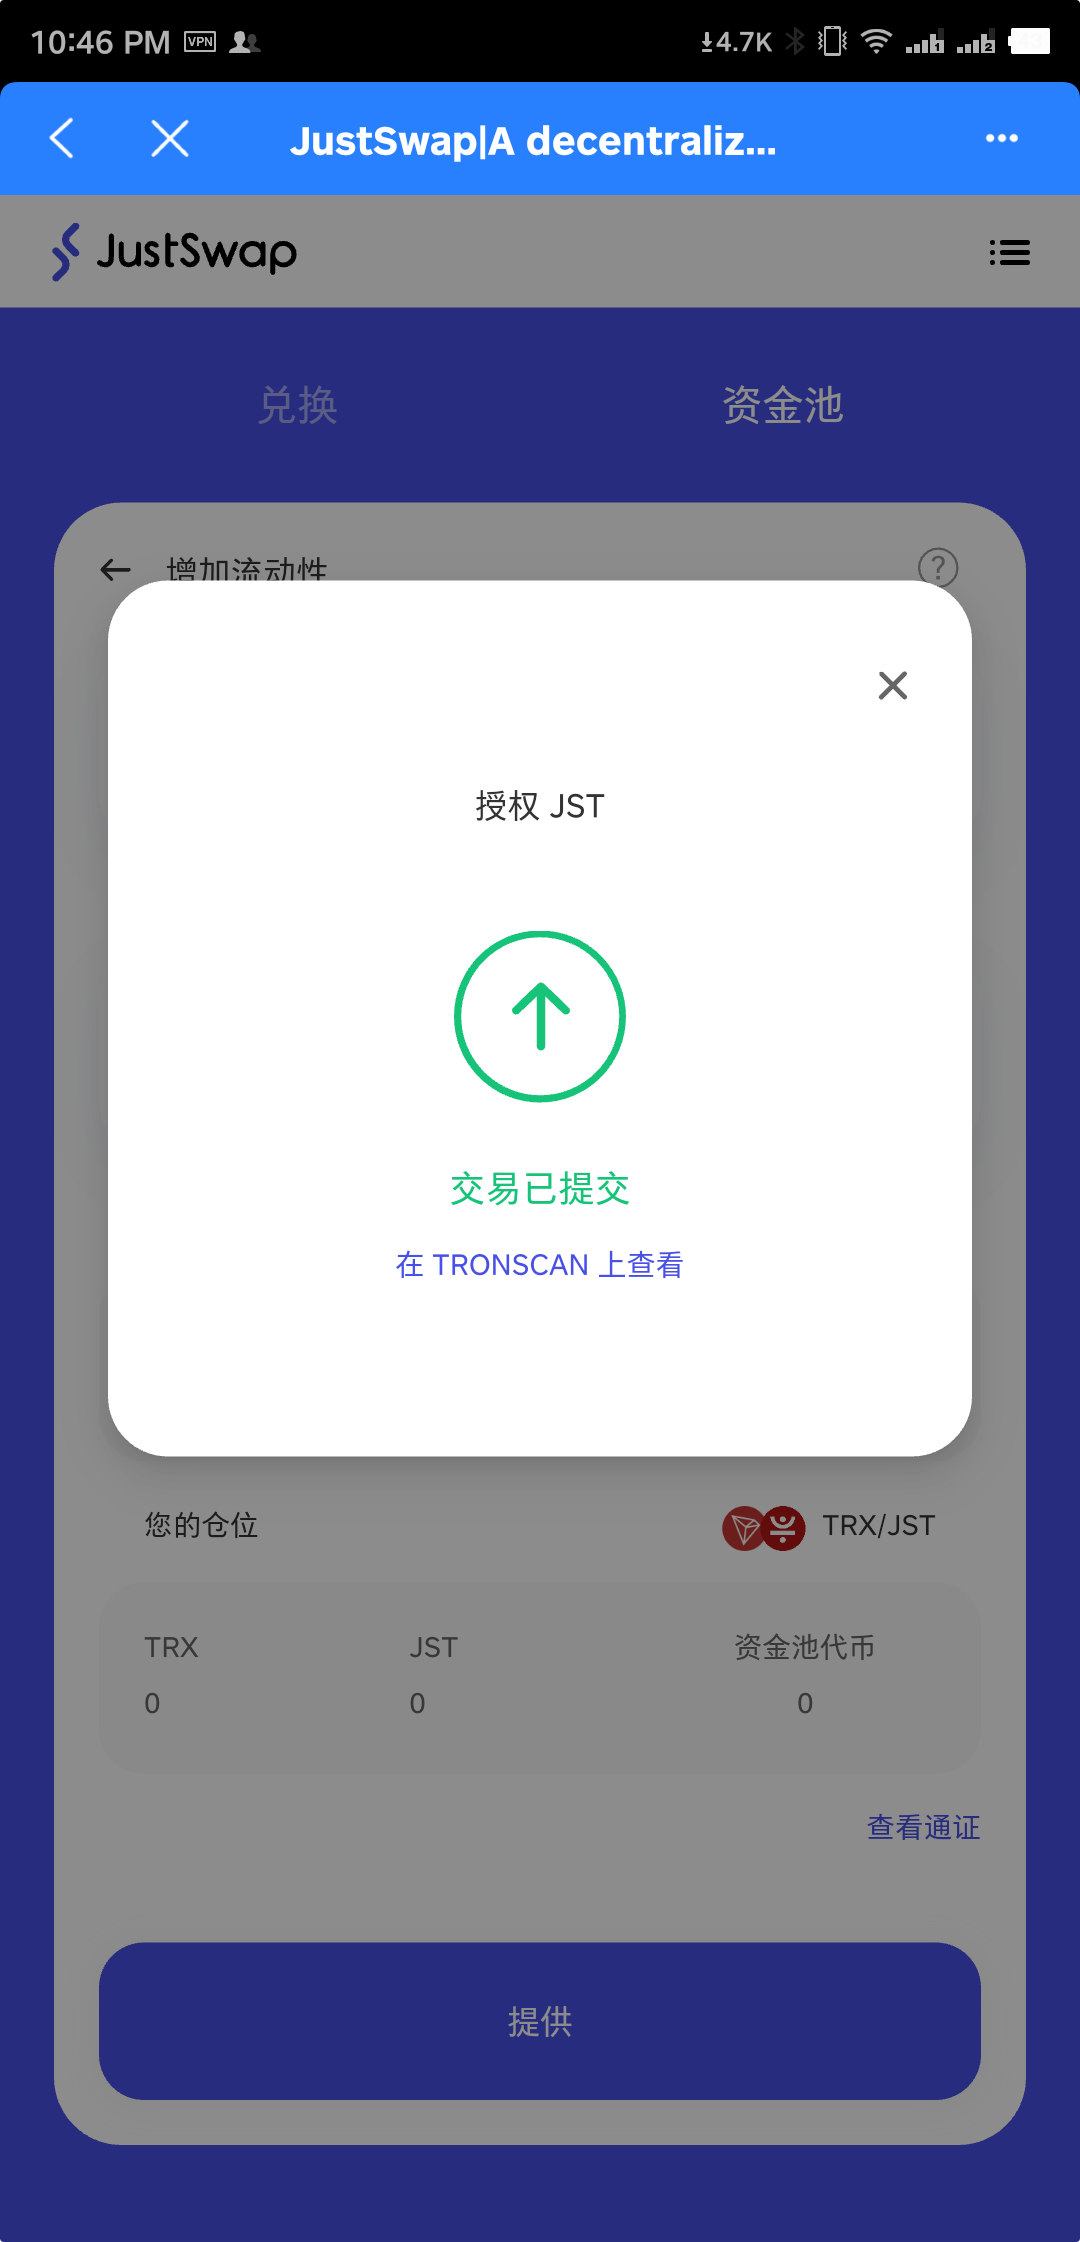 10:46 PM VPN 4.7K 1 2
JustSwap|A decentraliz...
JustSwap
兑换 资金池
增加流动性 ?
授权 JST
交易已提交
在 TRONSCAN 上查看
您的仓位 TRX/JST
TRX JST 资金池代币
0 0 0
查看通证
提供